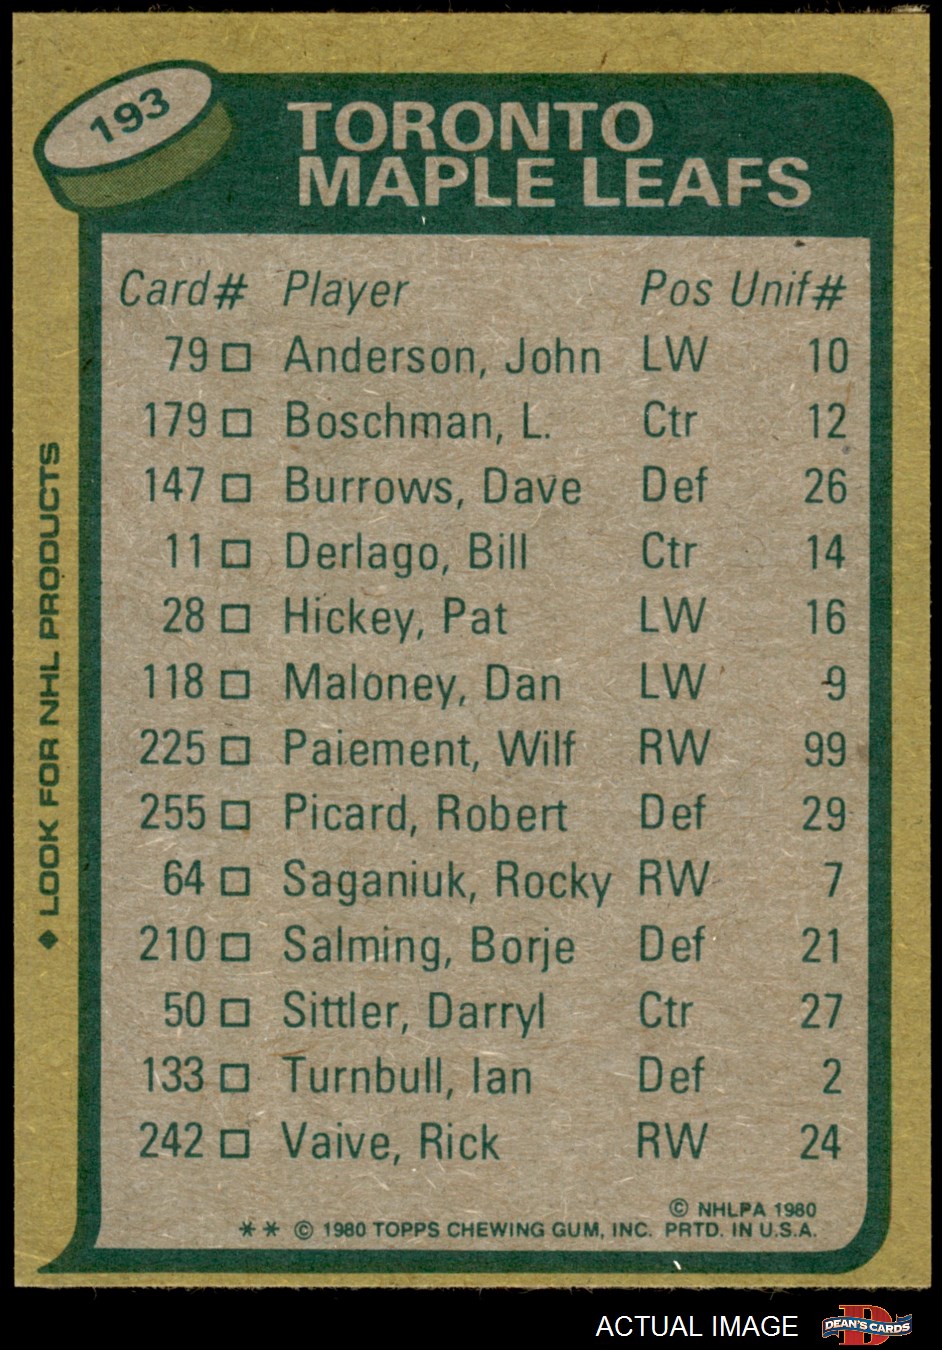 193
TORONTO
MAPLE LEAFS
Card# Player Pos Unif#
79 □ Anderson, John LW 10
179 □ Boschman, L. Ctr 12
147 □ Burrows, Dave Def 26
11 □ Derlago, Bill Ctr 14
28 □ Hickey, Pat LW 16
118 □ Maloney, Dan LW 9
225 □ Paiement, Wilf RW 99
255 □ Picard, Robert Def 29
64 □ Saganiuk, Rocky RW 7
210 □ Salming, Borje Def 21
50 □ Sittler, Darryl Ctr 27
133 □ Turnbull, Ian Def 2
242 □ Vaive, Rick RW 24
© NHLPA 1980
** © 1980 TOPPS CHEWING GUM, INC. PRTD. IN U.S.A.
◆ LOOK FOR NHL PRODUCTS
ACTUAL IMAGE
DEAN'S CARDS